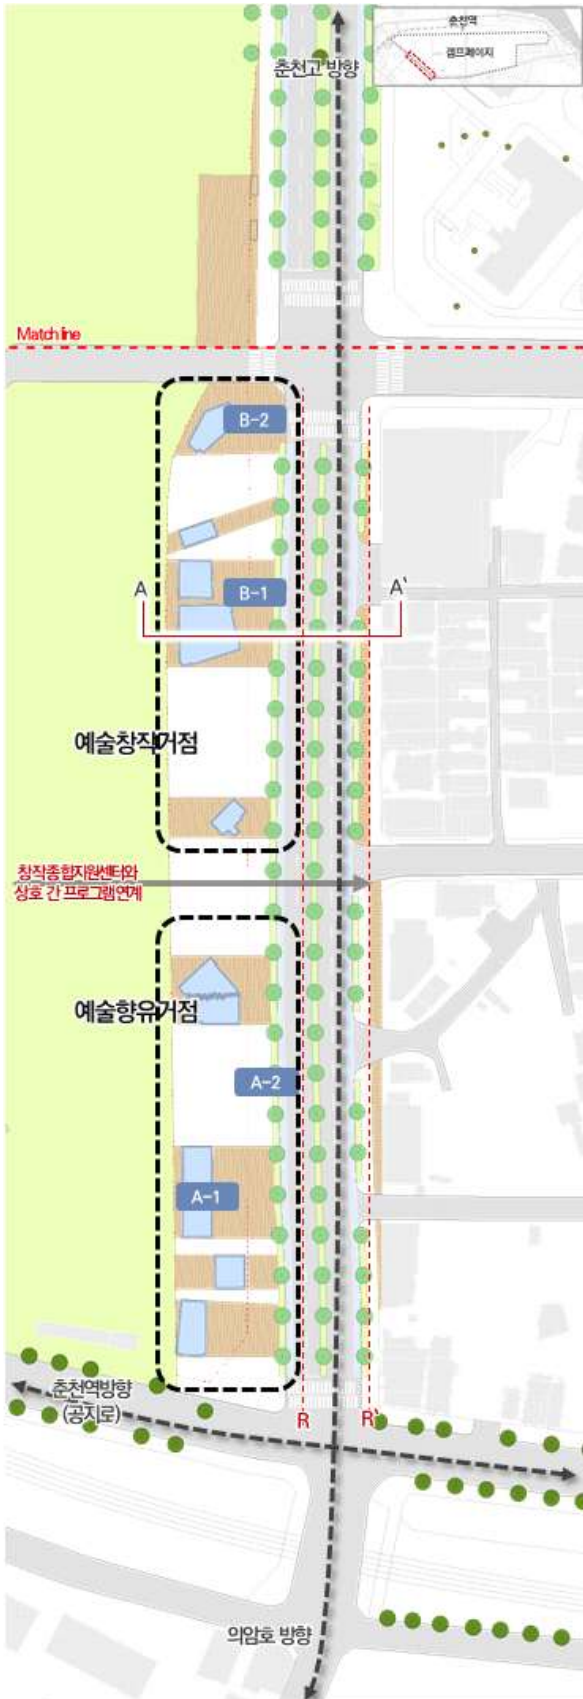 춘천역
캠프페이지
춘천고 방향
Match line
B-2
A
B-1
A`
예술창작거점
창작종합지원센터와
상호 간 프로그램연계
예술향유거점
A-2
A-1
춘천역방향
(공지로)
R
R`
의암호 방향